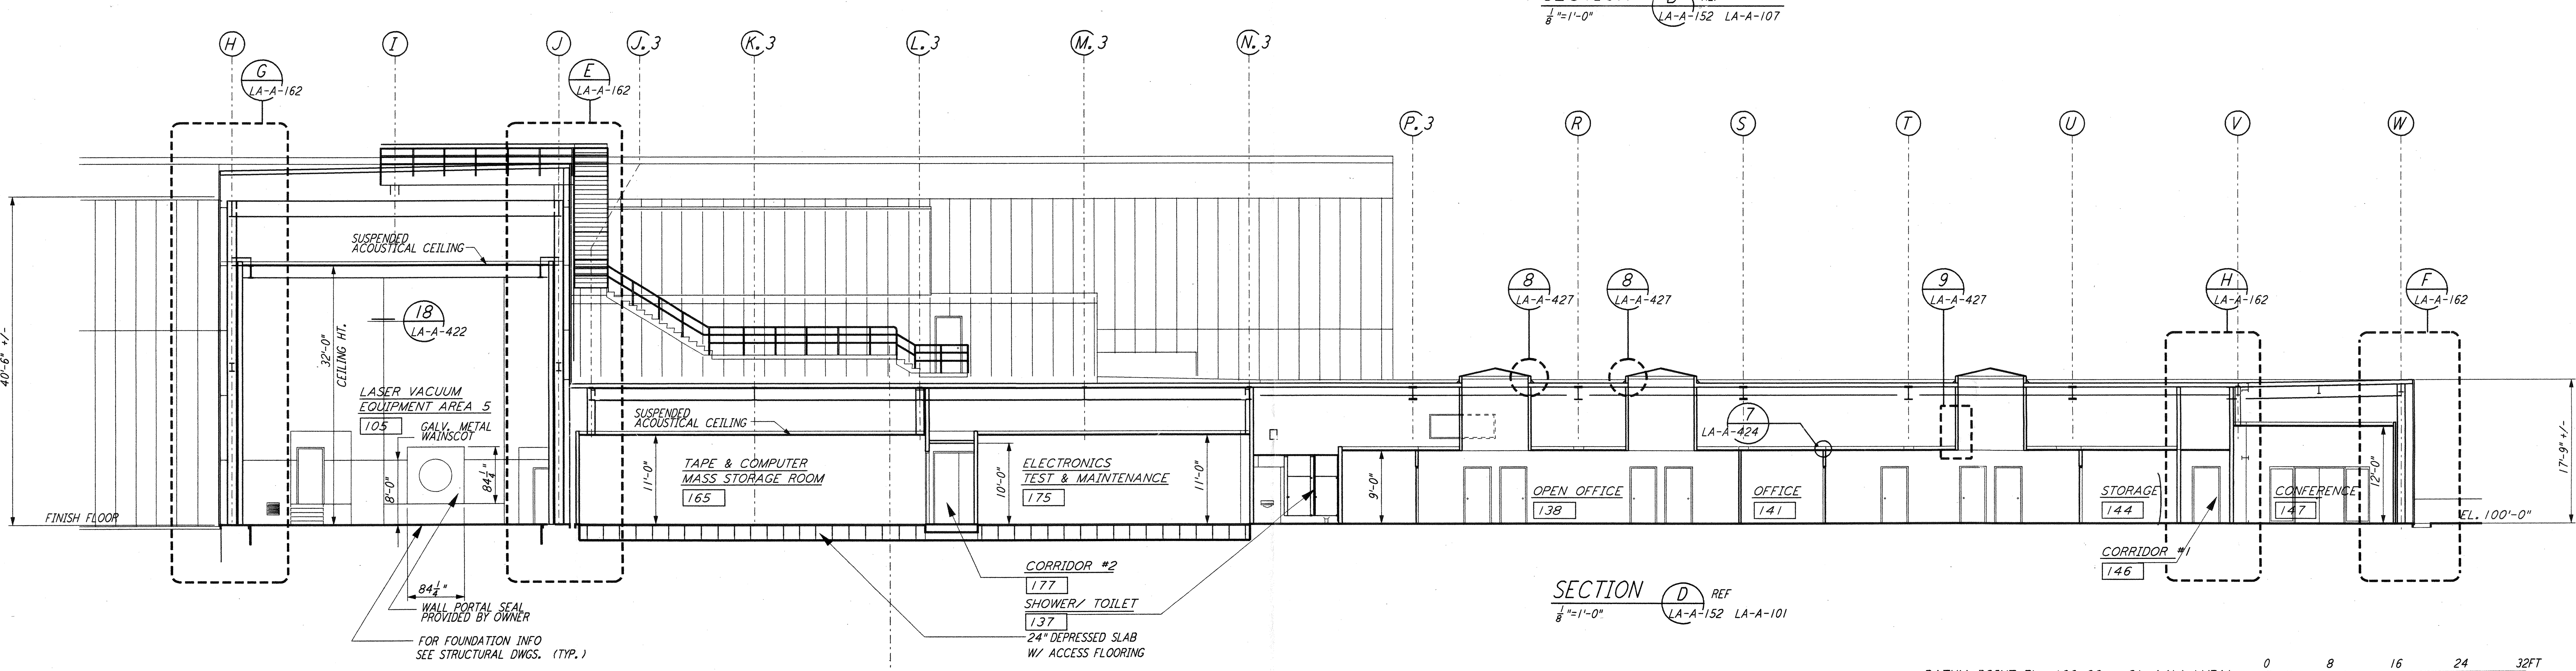 SECTION D REF
1/8"=1'-0" LA-A-152 LA-A-107
H I J J.3 K.3 L.3 M.3 N.3
G
LA-A-162
E
LA-A-162
P.3 R S T U V W
8
LA-A-427
8
LA-A-427
9
LA-A-427
H
LA-A-162
F
LA-A-162
40'-6" +/-
SUSPENDED
ACOUSTICAL CEILING
18
LA-A-422
32'-0"
CEILING HT.
LASER VACUUM
EQUIPMENT AREA 5
105
GALV. METAL
WAINSCOT
8'-0"
84 1/4"
FINISH FLOOR
84 1/4"
WALL PORTAL SEAL
PROVIDED BY OWNER
FOR FOUNDATION INFO
SEE STRUCTURAL DWGS. (TYP.)
SUSPENDED
ACOUSTICAL CEILING
11'-0"
TAPE & COMPUTER
MASS STORAGE ROOM
165
10'-0"
ELECTRONICS
TEST & MAINTENANCE
175
11'-0"
CORRIDOR #2
177
SHOWER/ TOILET
137
24" DEPRESSED SLAB
W/ ACCESS FLOORING
9'-0"
7
LA-A-424
OPEN OFFICE
138
OFFICE
141
STORAGE
144
CONFERENCE
147
12'-0"
17'-9" +/-
EL. 100'-0"
CORRIDOR #1
146
SECTION D REF
1/8"=1'-0" LA-A-152 LA-A-101
0 8 16 24 32FT